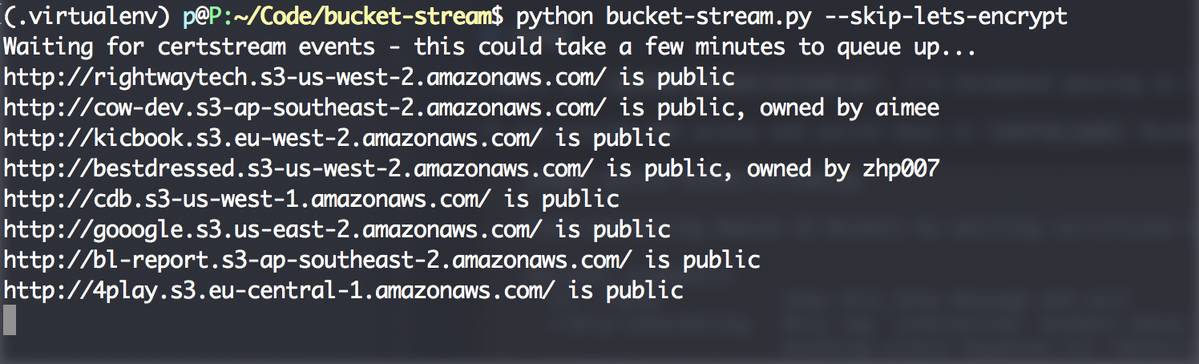 (.virtualenv) p@P:~/Code/bucket-stream$ python bucket-stream.py --skip-lets-encrypt
Waiting for certstream events - this could take a few minutes to queue up...
http://rightwaytech.s3-us-west-2.amazonaws.com/ is public
http://cow-dev.s3-ap-southeast-2.amazonaws.com/ is public, owned by aimee
http://kicbook.s3.eu-west-2.amazonaws.com/ is public
http://bestdressed.s3-us-west-2.amazonaws.com/ is public, owned by zhp007
http://cdb.s3-us-west-1.amazonaws.com/ is public
http://gooogle.s3.us-east-2.amazonaws.com/ is public
http://bl-report.s3-ap-southeast-2.amazonaws.com/ is public
http://4play.s3.eu-central-1.amazonaws.com/ is public